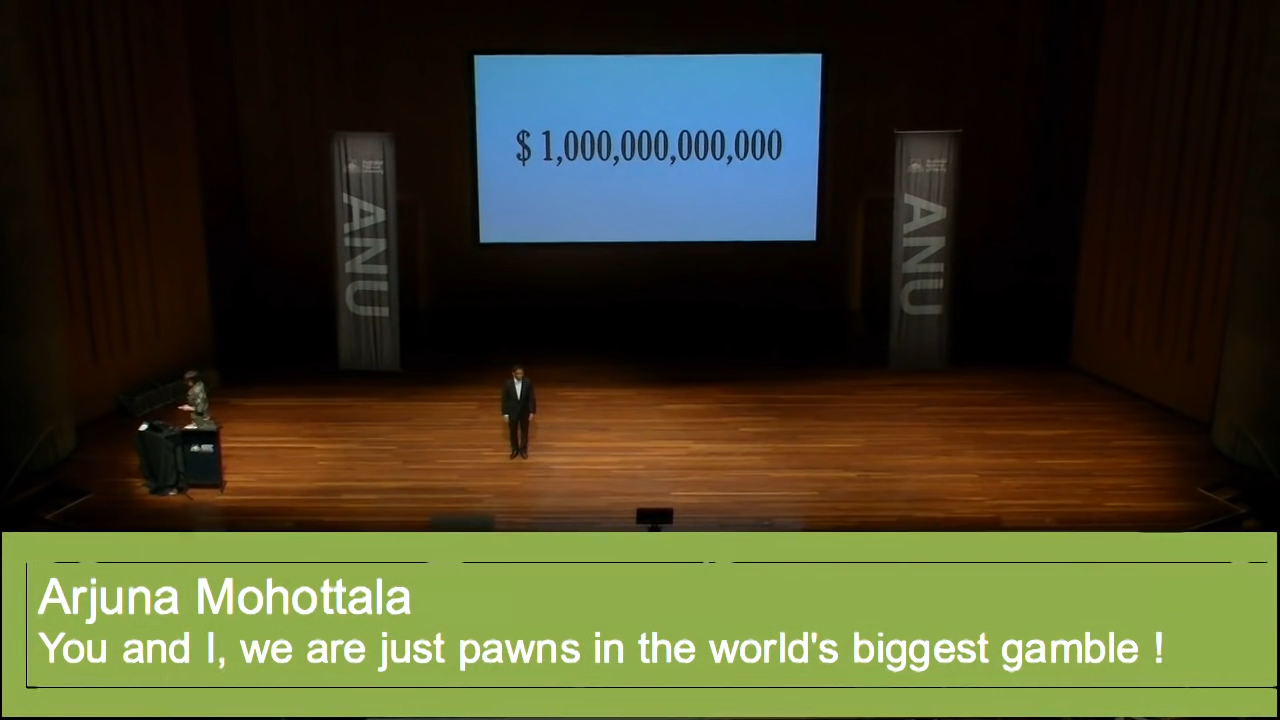 $ 1,000,000,000,000
ANU
ANU
Arjuna Mohottala
You and I, we are just pawns in the world's biggest gamble !